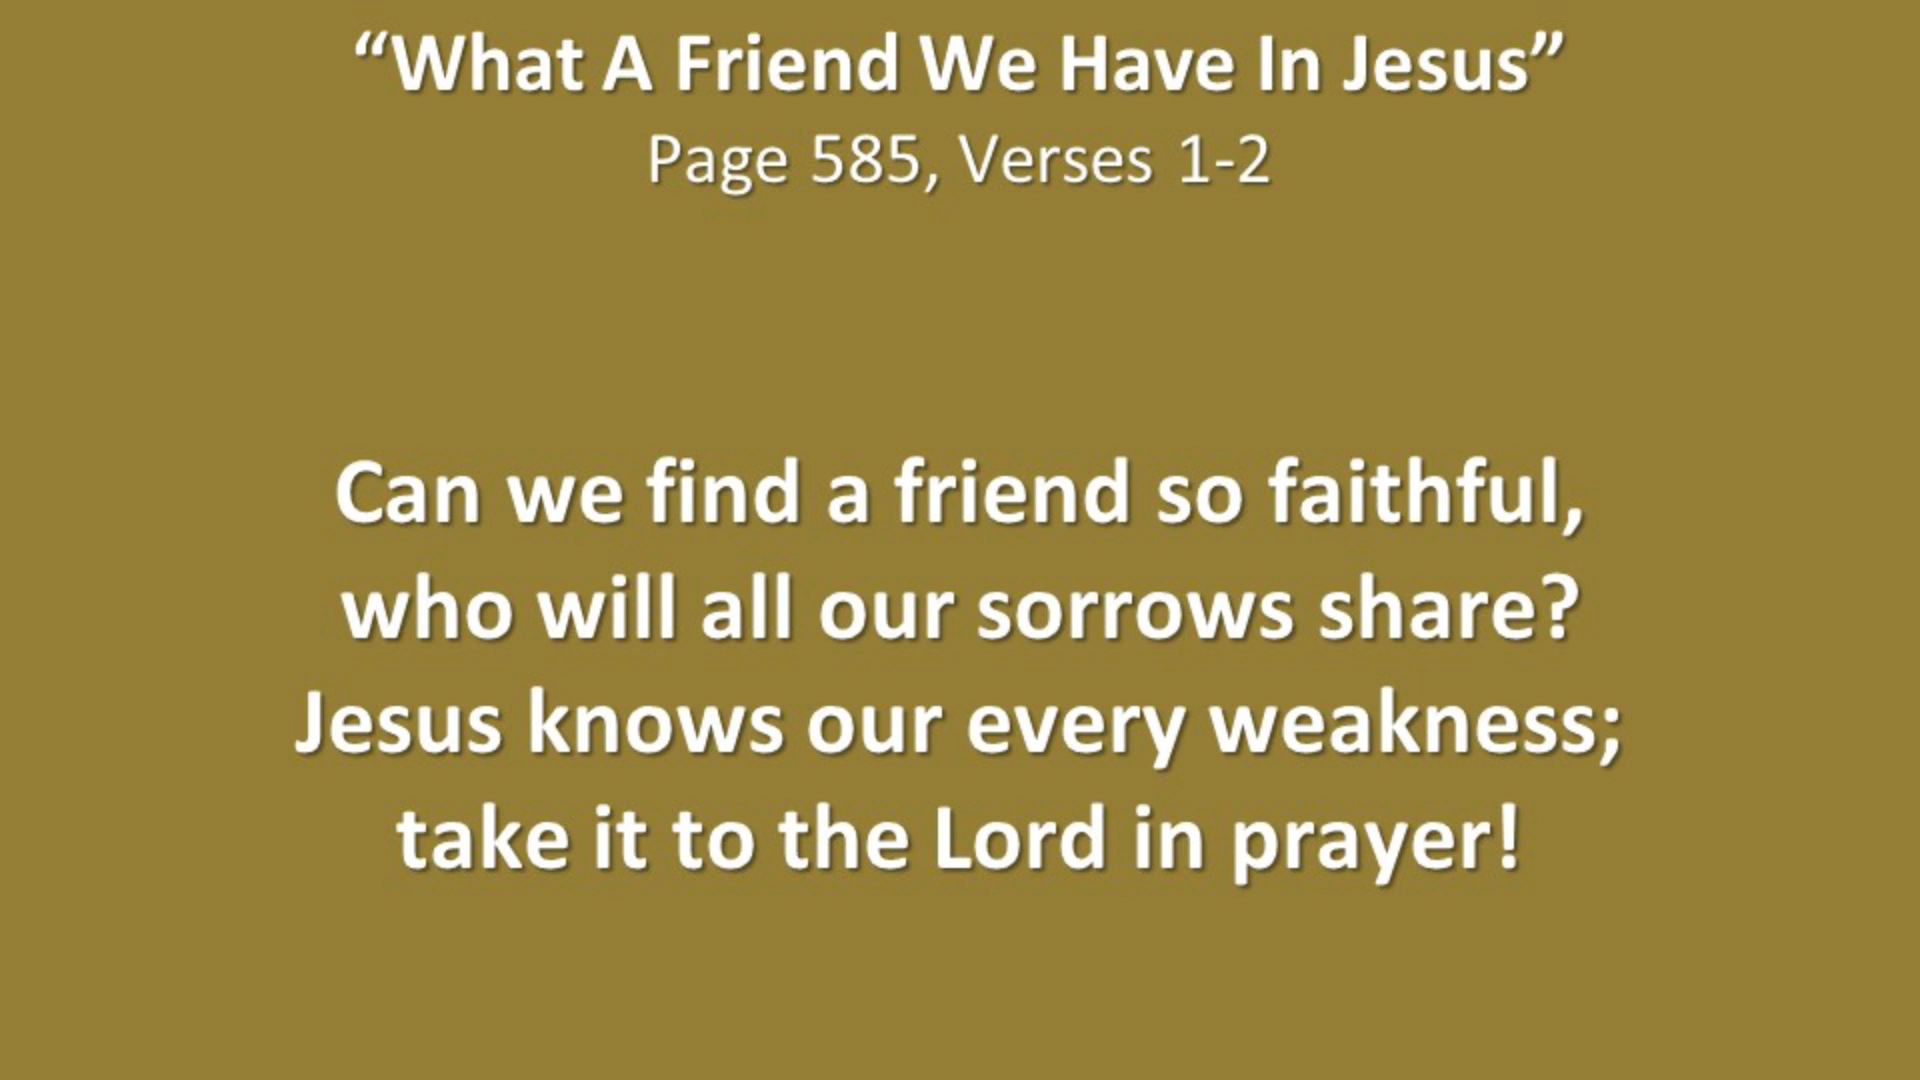 “What A Friend We Have In Jesus”
Page 585, Verses 1-2
Can we find a friend so faithful,
who will all our sorrows share?
Jesus knows our every weakness;
take it to the Lord in prayer!